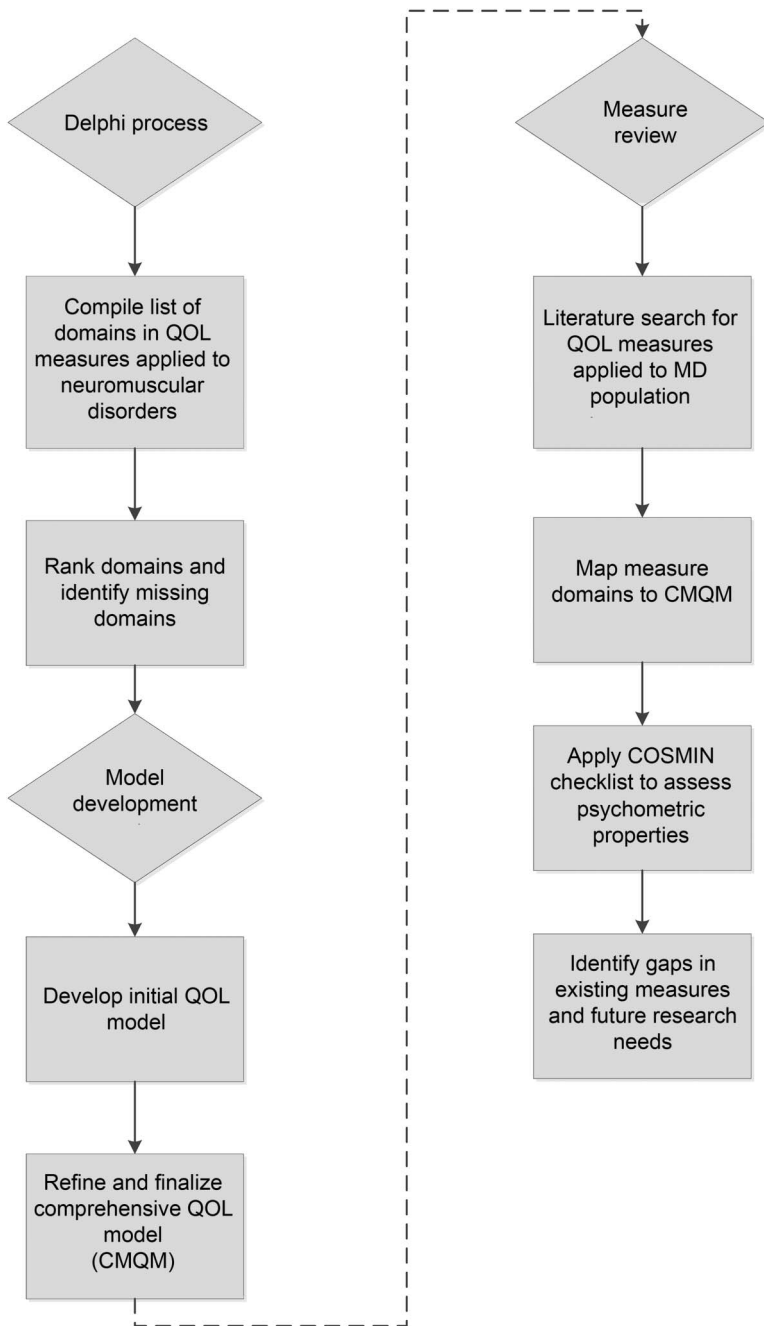 Delphi process
Compile list of
domains in QOL
measures applied to
neuromuscular
disorders
Rank domains and
identify missing
domains
Model
development
Develop initial QOL
model
Refine and finalize
comprehensive QOL
model
(CMQM)
Measure
review
Literature search for
QOL measures
applied to MD
population
Map measure
domains to CMQM
Apply COSMIN
checklist to assess
psychometric
properties
Identify gaps in
existing measures
and future research
needs